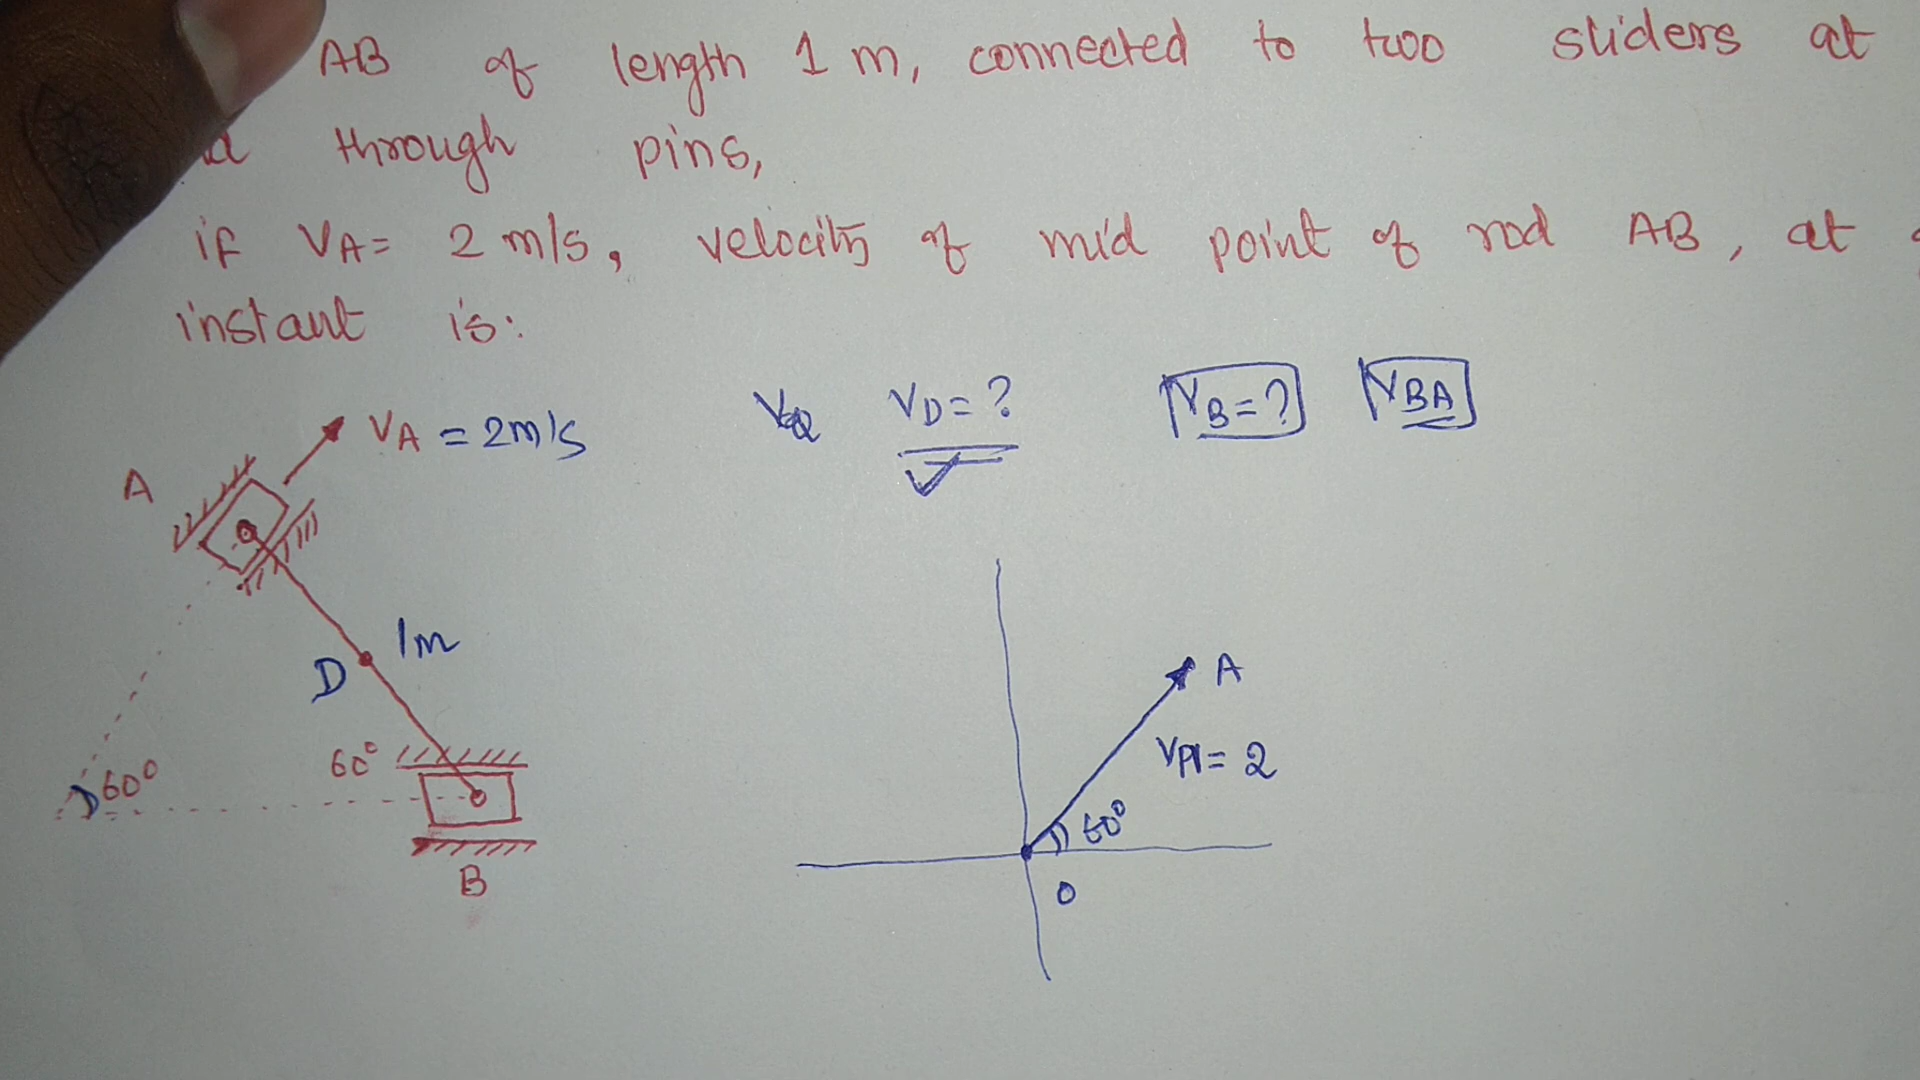 AB of length 1 m, connected to two sliders at
through pins,
if VA= 2 m/s, velocity of mid point of rod AB, at
instant is:
VD=? VB=? VBA
VA = 2m/s
A
1m
D
A
60°
60°
V = 2
60°
O
B